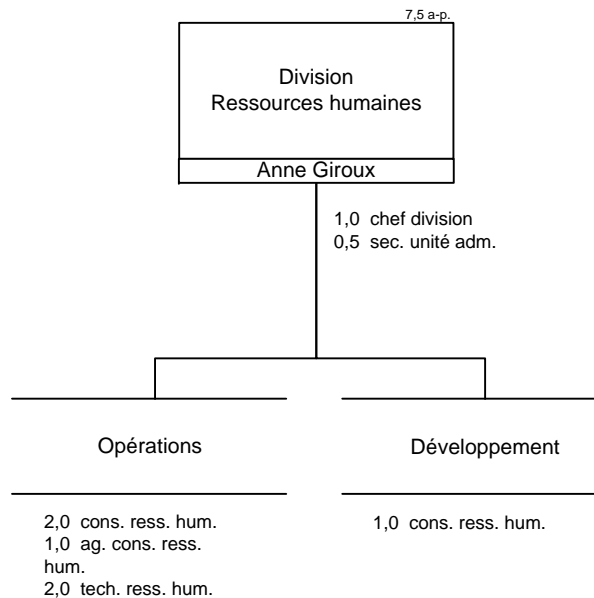 7,5 a-p.
Division
Ressources humaines
Anne Giroux
1,0 chef division
0,5 sec. unité adm.
Opérations
2,0 cons. ress. hum.
1,0 ag. cons. ress.
hum.
2,0 tech. ress. hum.
Développement
1,0 cons. ress. hum.